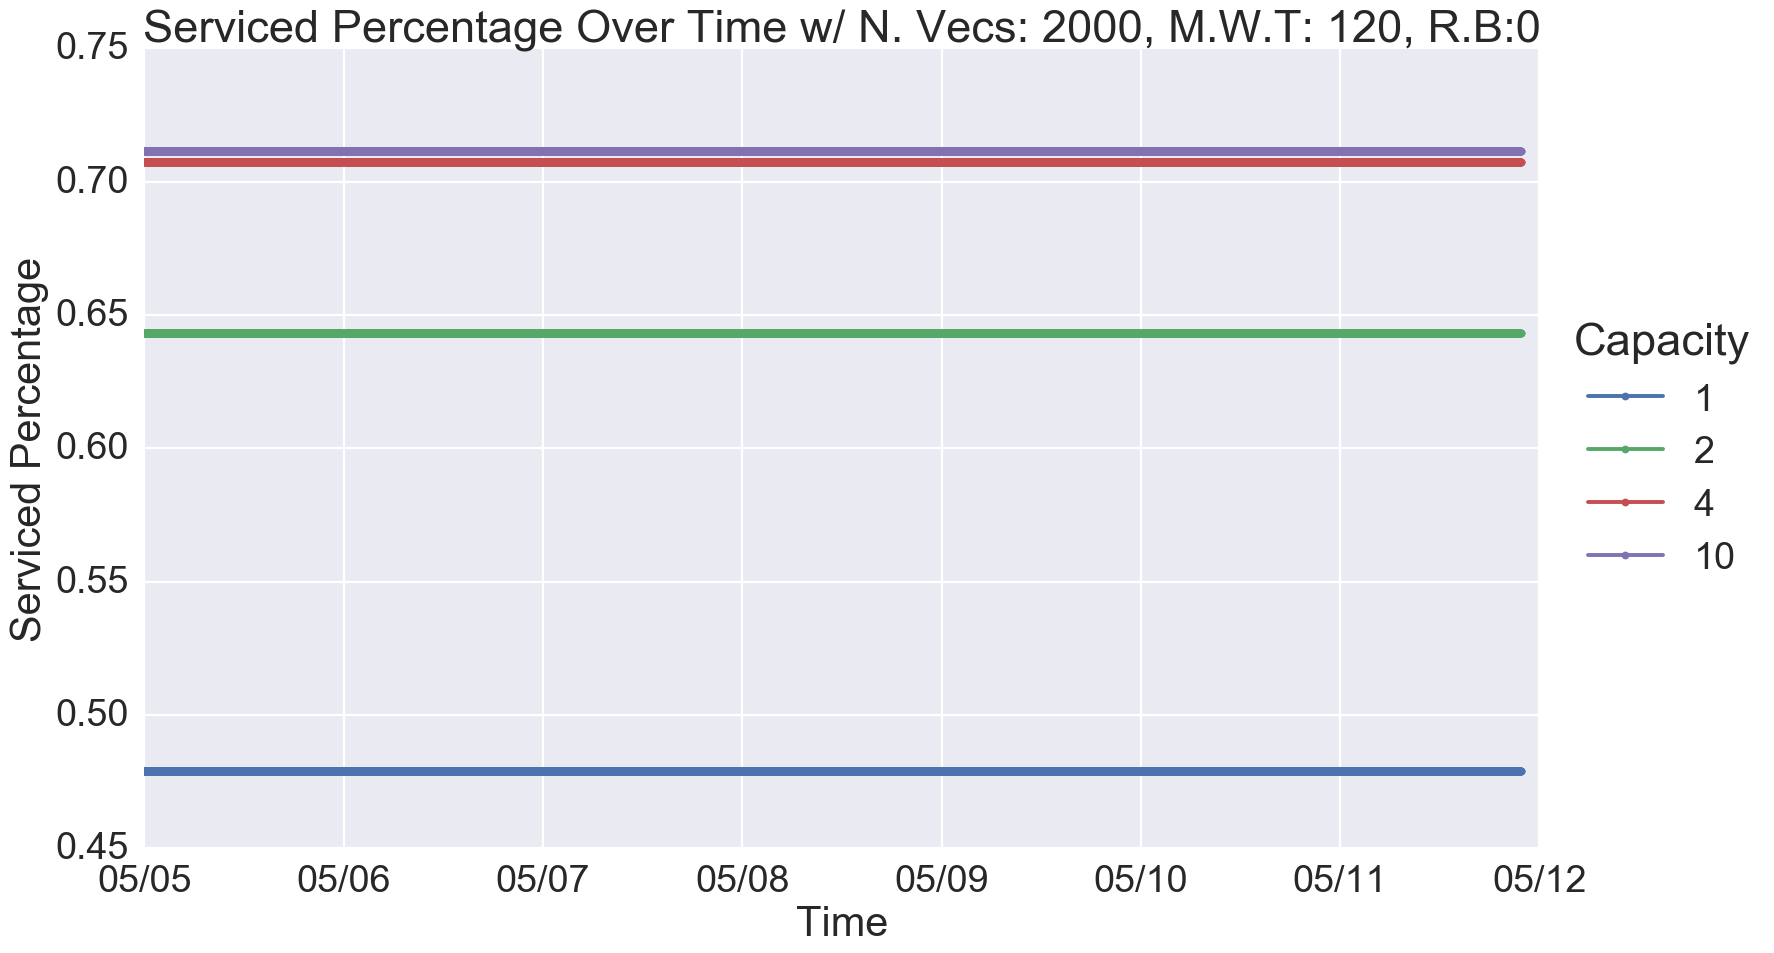 Serviced Percentage Over Time w/ N. Vecs: 2000, M.W.T: 120, R.B:0
0.75
0.70
0.65
0.60
0.55
0.50
0.45
Serviced Percentage
05/05 05/06 05/07 05/08 05/09 05/10 05/11 05/12
Time
Capacity
1
2
4
10